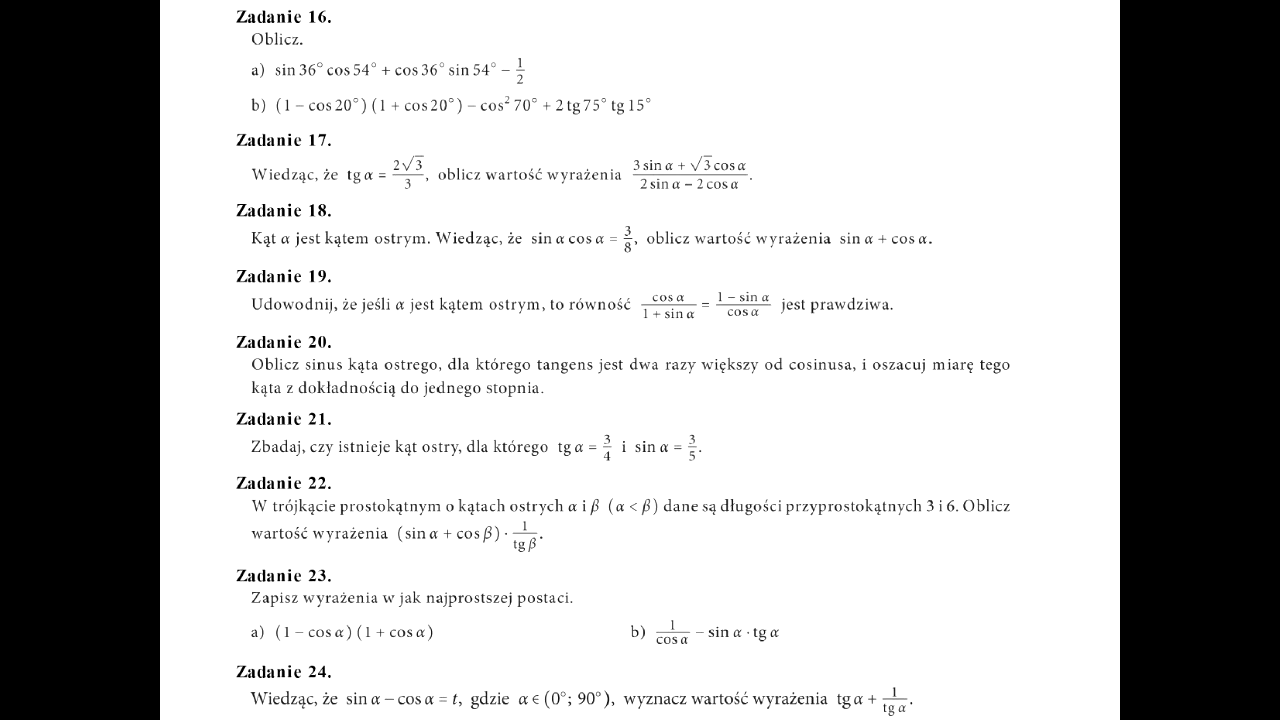 Zadanie 16.
Oblicz.
a) sin 36° cos 54° + cos 36° sin 54° − 1/2
b) (1 − cos 20°)(1 + cos 20°) − cos² 70° + 2 tg 75° tg 15°
Zadanie 17.
Wiedząc, że tg α = 2√3/3, oblicz wartość wyrażenia (3 sin α + √3 cos α)/(2 sin α − 2 cos α).
Zadanie 18.
Kąt α jest kątem ostrym. Wiedząc, że sin α cos α = 3/8, oblicz wartość wyrażenia sin α + cos α.
Zadanie 19.
Udowodnij, że jeśli α jest kątem ostrym, to równość cos α/(1 + sin α) = (1 − sin α)/cos α jest prawdziwa.
Zadanie 20.
Oblicz sinus kąta ostrego, dla którego tangens jest dwa razy większy od cosinusa, i oszacuj miarę tego
kąta z dokładnością do jednego stopnia.
Zadanie 21.
Zbadaj, czy istnieje kąt ostry, dla którego tg α = 3/4 i sin α = 3/5.
Zadanie 22.
W trójkącie prostokątnym o kątach ostrych α i β (α < β) dane są długości przyprostokątnych 3 i 6. Oblicz
wartość wyrażenia (sin α + cos β) · 1/tg β.
Zadanie 23.
Zapisz wyrażenia w jak najprostszej postaci.
a) (1 − cos α)(1 + cos α) b) 1/cos α − sin α · tg α
Zadanie 24.
Wiedząc, że sin α − cos α = t, gdzie α ∈ (0°; 90°), wyznacz wartość wyrażenia tg α + 1/tg α.